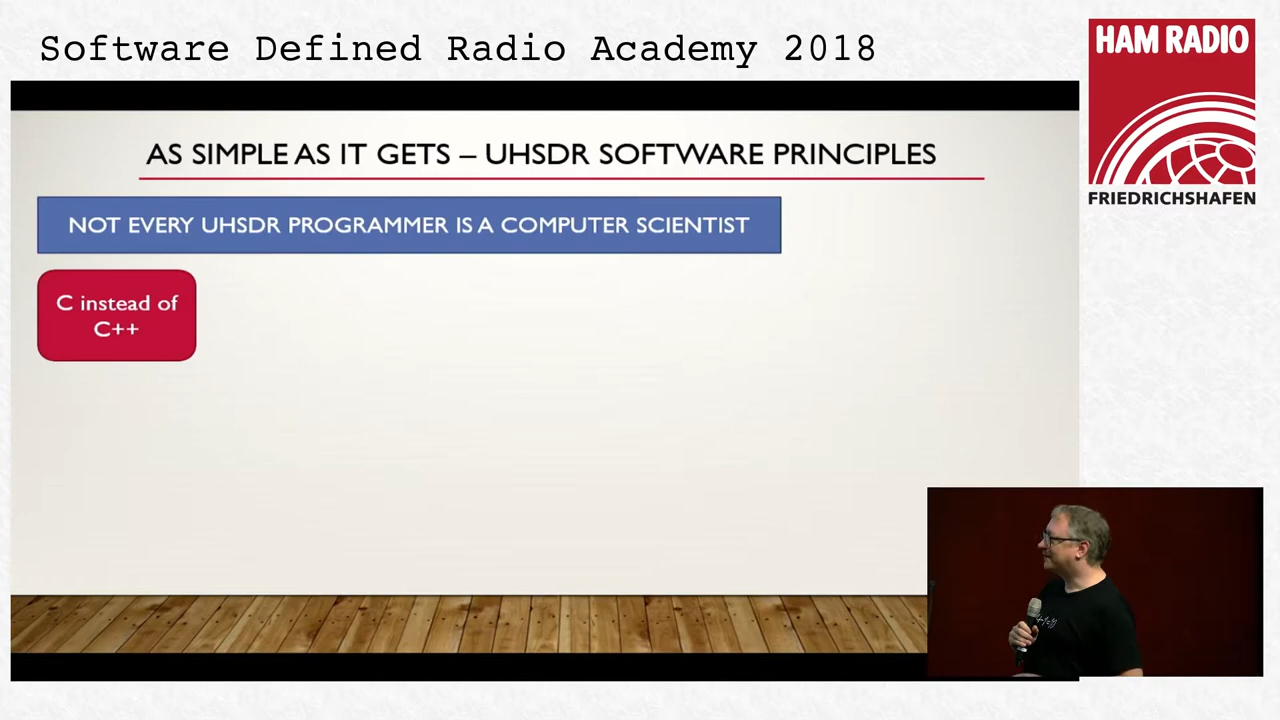 Software Defined Radio Academy 2018
HAM RADIO
FRIEDRICHSHAFEN
AS SIMPLE AS IT GETS – UHSDR SOFTWARE PRINCIPLES
NOT EVERY UHSDR PROGRAMMER IS A COMPUTER SCIENTIST
C instead of
C++